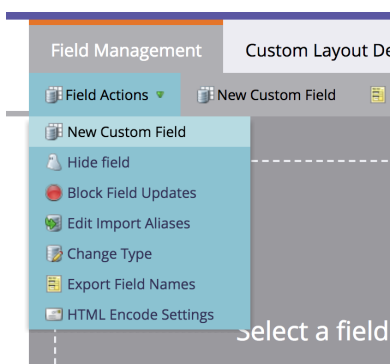 Field Management Custom Layout De
Field Actions New Custom Field
New Custom Field
Hide field
Block Field Updates
Edit Import Aliases
Change Type
Export Field Names
HTML Encode Settings
Select a field